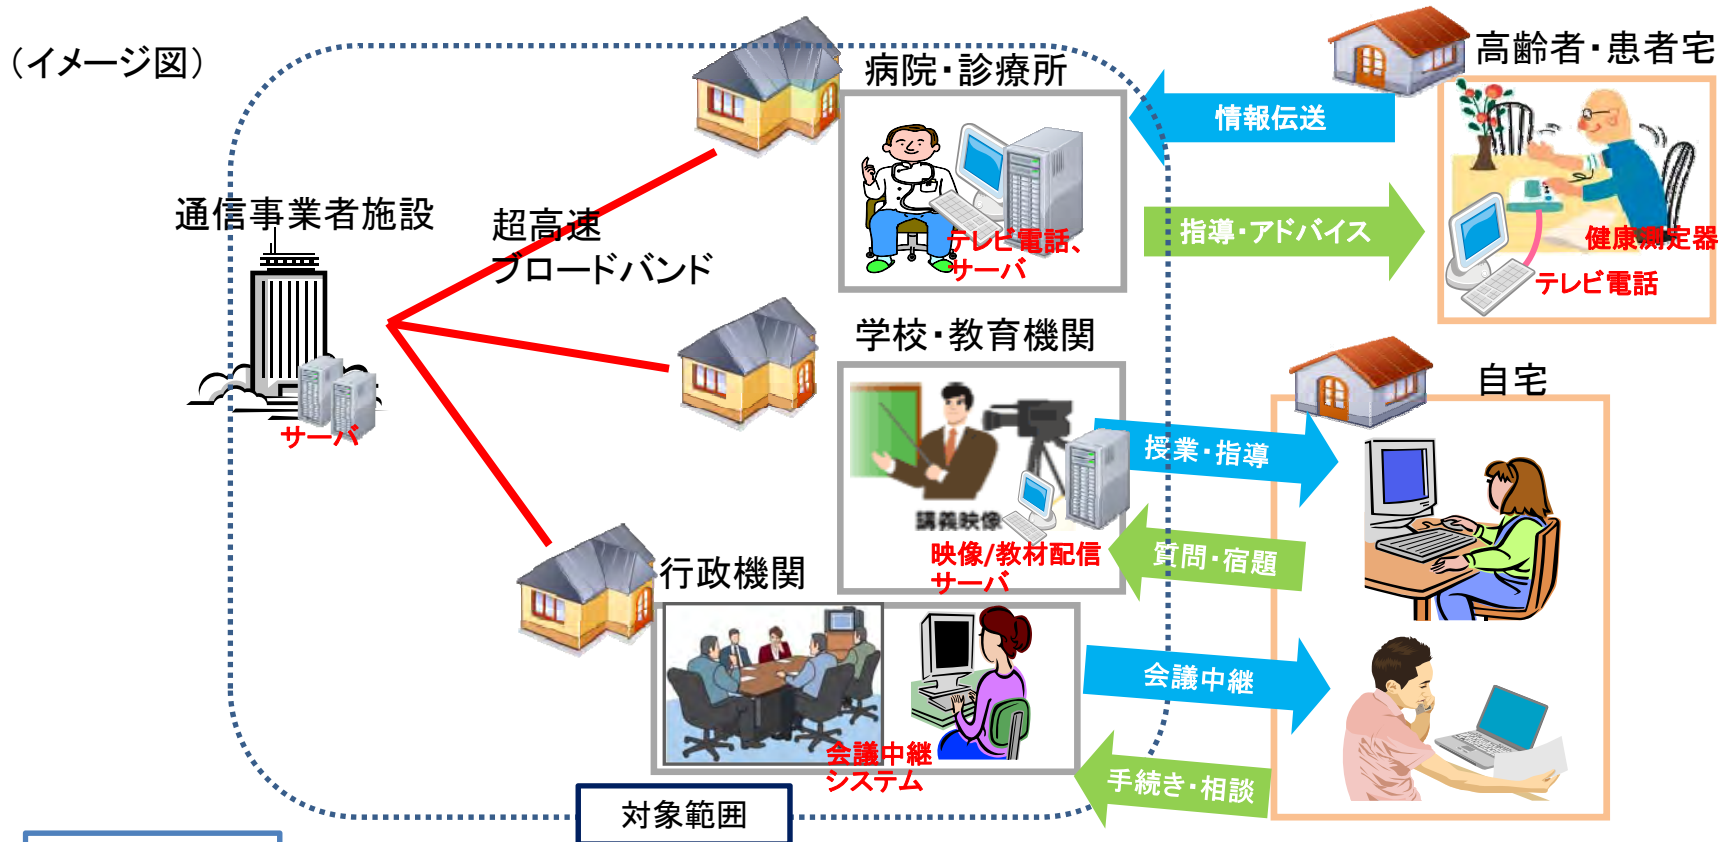 （イメージ図）
病院・診療所
高齢者・患者宅
情報伝送
通信事業者施設
超高速
ブロードバンド
指導・アドバイス
テレビ電話、
サーバ
健康測定器
テレビ電話
学校・教育機関
自宅
サーバ
授業・指導
講義映像
映像/教材配信
サーバ
質問・宿題
行政機関
会議中継
会議中継
システム
手続き・相談
対象範囲